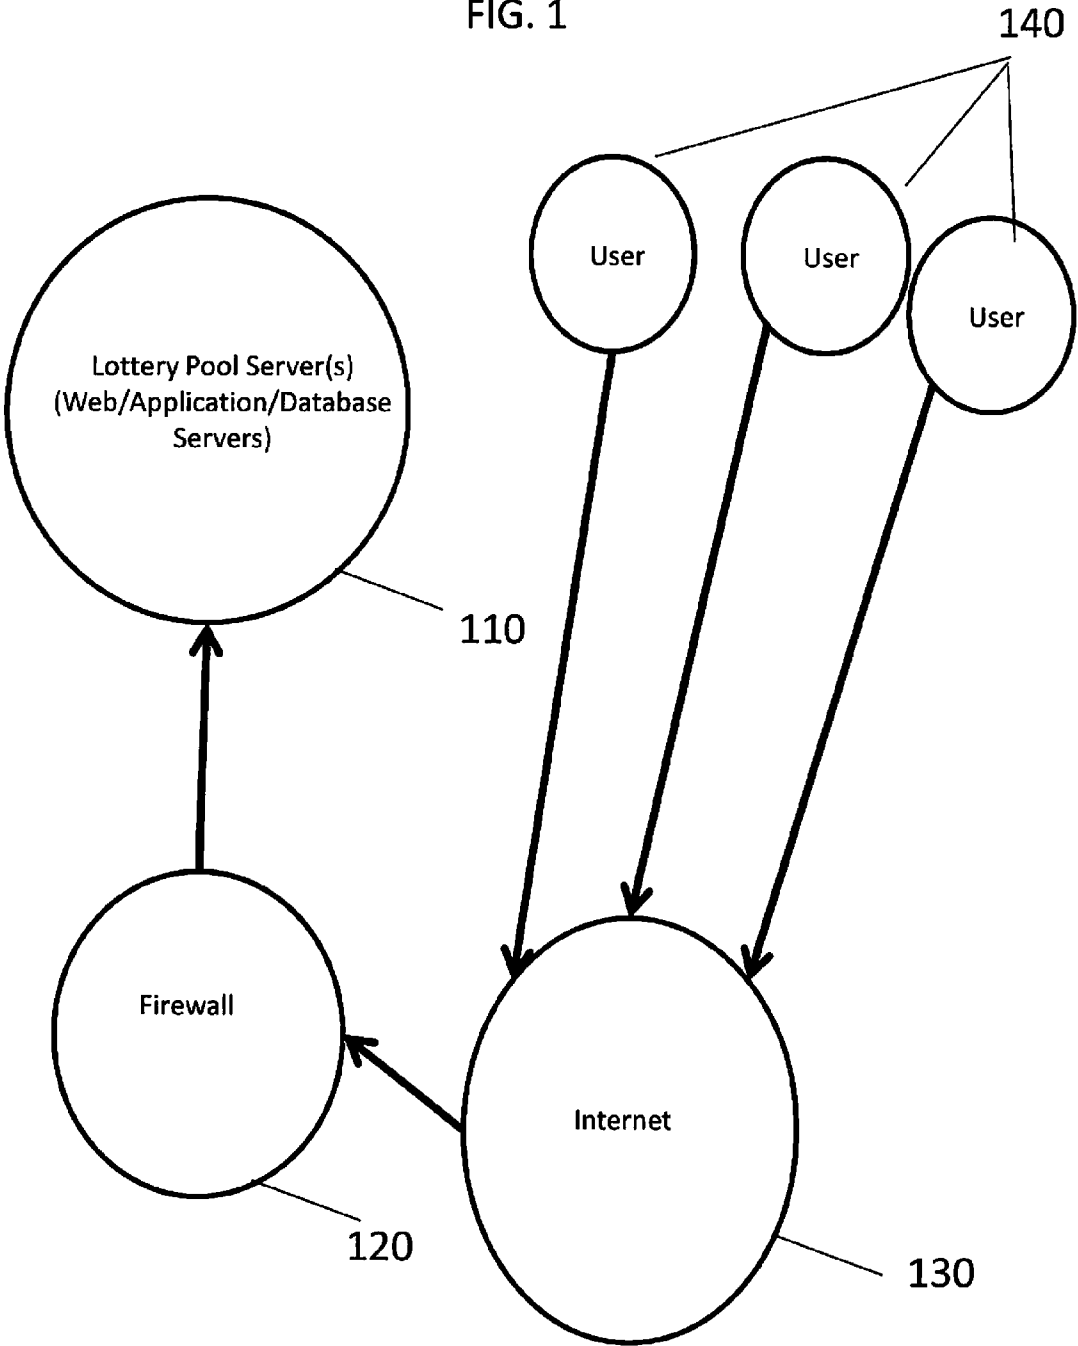 FIG. 1
140
User
User
User
Lottery Pool Server(s)
(Web/Application/Database
Servers)
110
Firewall
Internet
120
130